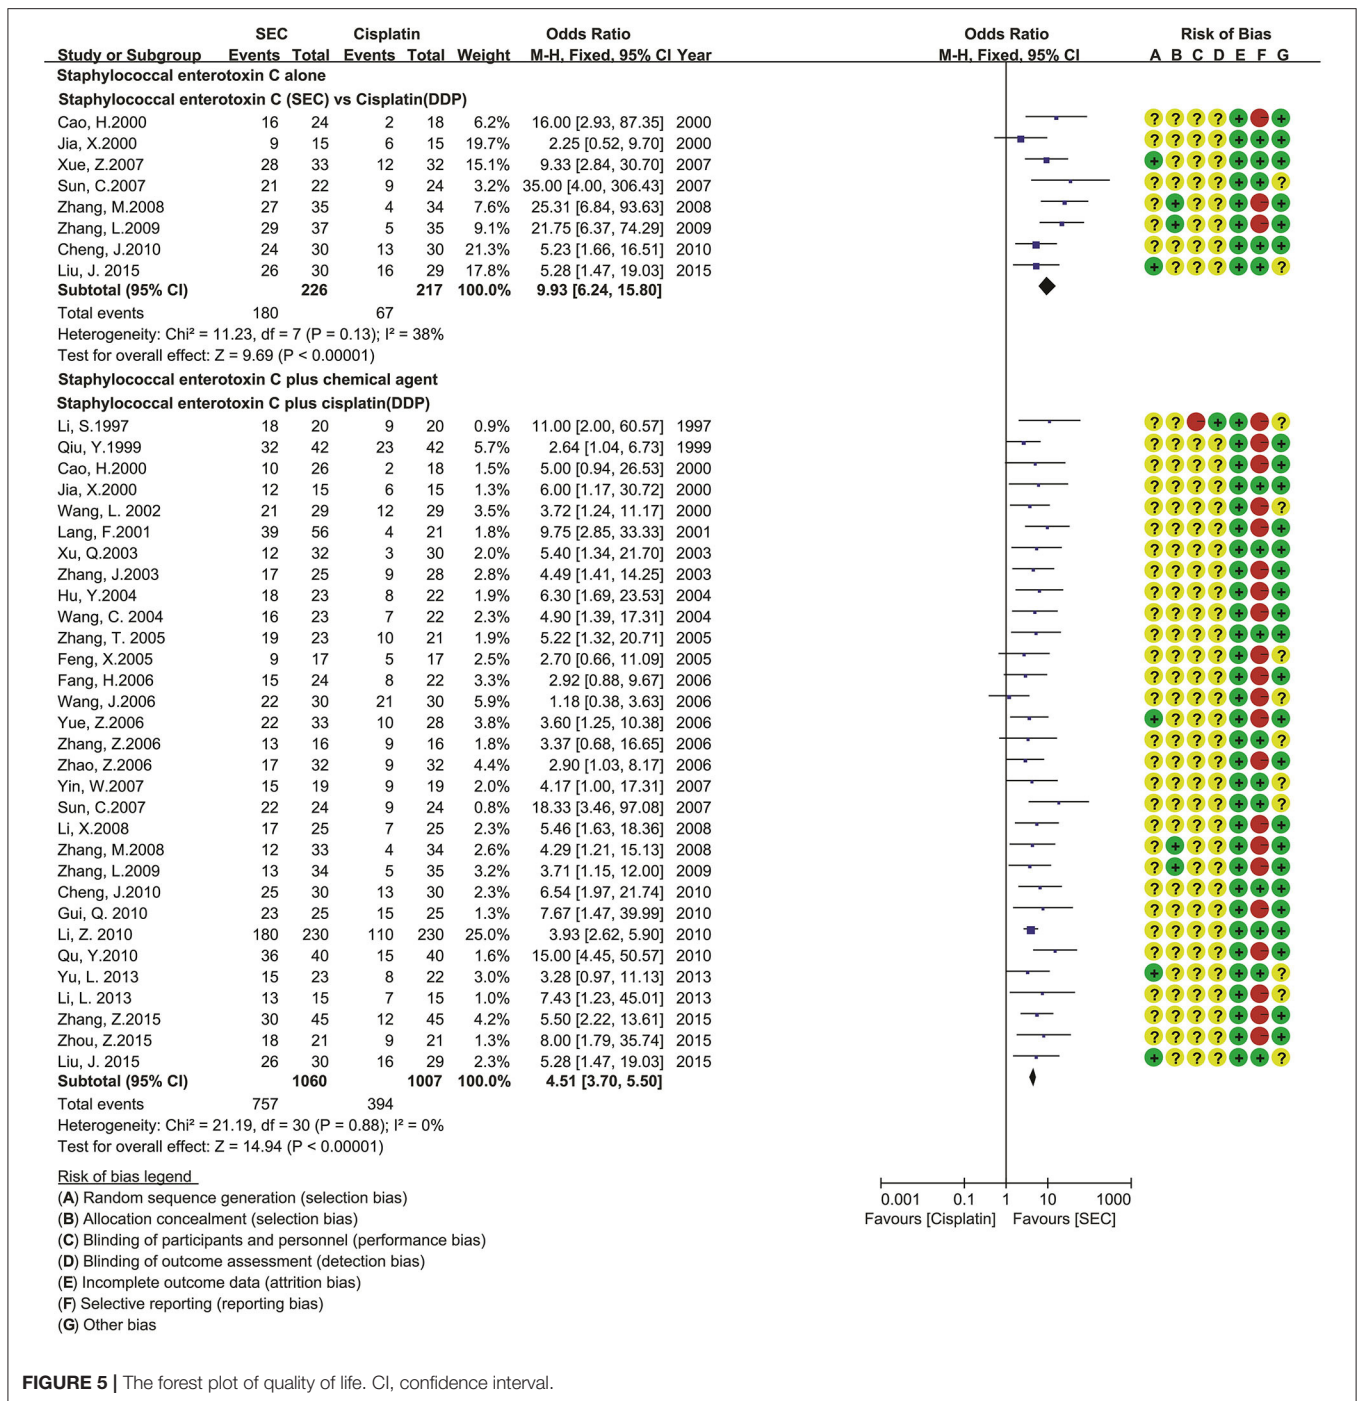 SEC Cisplatin Odds Ratio Odds Ratio Risk of Bias
Study or Subgroup Events Total Events Total Weight M-H, Fixed, 95% CI Year M-H, Fixed, 95% CI A B C D E F G
Staphylococcal enterotoxin C alone
Staphylococcal enterotoxin C (SEC) vs Cisplatin(DDP)
Cao, H.2000 16 24 2 18 6.2% 16.00 [2.93, 87.35] 2000 ? ? ? ? + - +
Jia, X.2000 9 15 6 15 19.7% 2.25 [0.52, 9.70] 2000 ? ? ? ? + + +
Xue, Z.2007 28 33 12 32 15.1% 9.33 [2.84, 30.70] 2007 + ? ? ? + + +
Sun, C.2007 21 22 9 24 3.2% 35.00 [4.00, 306.43] 2007 ? ? ? ? + + ?
Zhang, M.2008 27 35 4 34 7.6% 25.31 [6.84, 93.63] 2008 ? + ? ? + - +
Zhang, L.2009 29 37 5 35 9.1% 21.75 [6.37, 74.29] 2009 ? + ? ? + - +
Cheng, J.2010 24 30 13 30 21.3% 5.23 [1.66, 16.51] 2010 ? ? ? ? + + +
Liu, J. 2015 26 30 16 29 17.8% 5.28 [1.47, 19.03] 2015 + ? ? ? + + ?
Subtotal (95% CI) 226 217 100.0% 9.93 [6.24, 15.80]
Total events 180 67
Heterogeneity: Chi² = 11.23, df = 7 (P = 0.13); I² = 38%
Test for overall effect: Z = 9.69 (P < 0.00001)
Staphylococcal enterotoxin C plus chemical agent
Staphylococcal enterotoxin C plus cisplatin(DDP)
Li, S.1997 18 20 9 20 0.9% 11.00 [2.00, 60.57] 1997 ? ? - + + - ?
Qiu, Y.1999 32 42 23 42 5.7% 2.64 [1.04, 6.73] 1999 ? ? ? ? + - +
Cao, H.2000 10 26 2 18 1.5% 5.00 [0.94, 26.53] 2000 ? ? ? ? + - +
Jia, X.2000 12 15 6 15 1.3% 6.00 [1.17, 30.72] 2000 ? ? ? ? + + +
Wang, L. 2002 21 29 12 29 3.5% 3.72 [1.24, 11.17] 2000 ? ? ? ? + - ?
Lang, F.2001 39 56 4 21 1.8% 9.75 [2.85, 33.33] 2001 ? ? ? ? + - +
Xu, Q.2003 12 32 3 30 2.0% 5.40 [1.34, 21.70] 2003 ? ? ? ? + + +
Zhang, J.2003 17 25 9 28 2.8% 4.49 [1.41, 14.25] 2003 ? ? ? ? + - +
Hu, Y.2004 18 23 8 22 1.9% 6.30 [1.69, 23.53] 2004 ? ? ? ? + - +
Wang, C. 2004 16 23 7 22 2.3% 4.90 [1.39, 17.31] 2004 ? ? ? ? + - +
Zhang, T. 2005 19 23 10 21 1.9% 5.22 [1.32, 20.71] 2005 ? ? ? ? + + +
Feng, X.2005 9 17 5 17 2.5% 2.70 [0.66, 11.09] 2005 ? ? ? ? + - ?
Fang, H.2006 15 24 8 22 3.3% 2.92 [0.88, 9.67] 2006 ? ? ? ? + - +
Wang, J.2006 22 30 21 30 5.9% 1.18 [0.38, 3.63] 2006 ? ? ? ? + - ?
Yue, Z.2006 22 33 10 28 3.8% 3.60 [1.25, 10.38] 2006 + ? ? ? + - +
Zhang, Z.2006 13 16 9 16 1.8% 3.37 [0.68, 16.65] 2006 ? ? ? ? + + ?
Zhao, Z.2006 17 32 9 32 4.4% 2.90 [1.03, 8.17] 2006 ? ? ? ? + - +
Yin, W.2007 15 19 9 19 2.0% 4.17 [1.00, 17.31] 2007 ? ? ? ? + + ?
Sun, C.2007 22 24 9 24 0.8% 18.33 [3.46, 97.08] 2007 ? ? ? ? + + ?
Li, X.2008 17 25 7 25 2.3% 5.46 [1.63, 18.36] 2008 ? ? ? ? + - +
Zhang, M.2008 12 33 4 34 2.6% 4.29 [1.21, 15.13] 2008 ? + ? ? + - +
Zhang, L.2009 13 34 5 35 3.2% 3.71 [1.15, 12.00] 2009 ? + ? ? + - +
Cheng, J.2010 25 30 13 30 2.3% 6.54 [1.97, 21.74] 2010 ? ? ? ? + + +
Gui, Q. 2010 23 25 15 25 1.3% 7.67 [1.47, 39.99] 2010 ? ? ? ? + - +
Li, Z. 2010 180 230 110 230 25.0% 3.93 [2.62, 5.90] 2010 ? ? ? ? + + +
Qu, Y.2010 36 40 15 40 1.6% 15.00 [4.45, 50.57] 2010 ? ? ? ? + - +
Yu, L. 2013 15 23 8 22 3.0% 3.28 [0.97, 11.13] 2013 + ? ? ? + + ?
Li, L. 2013 13 15 7 15 1.0% 7.43 [1.23, 45.01] 2013 ? ? ? ? + - ?
Zhang, Z.2015 30 45 12 45 4.2% 5.50 [2.22, 13.61] 2015 ? ? ? ? + - +
Zhou, Z.2015 18 21 9 21 1.3% 8.00 [1.79, 35.74] 2015 ? ? ? ? + - +
Liu, J. 2015 26 30 16 29 2.3% 5.28 [1.47, 19.03] 2015 + ? ? ? + + ?
Subtotal (95% CI) 1060 1007 100.0% 4.51 [3.70, 5.50]
Total events 757 394
Heterogeneity: Chi² = 21.19, df = 30 (P = 0.88); I² = 0%
Test for overall effect: Z = 14.94 (P < 0.00001)
0.001 0.1 1 10 1000
Favours [Cisplatin] Favours [SEC]
Risk of bias legend
(A) Random sequence generation (selection bias)
(B) Allocation concealment (selection bias)
(C) Blinding of participants and personnel (performance bias)
(D) Blinding of outcome assessment (detection bias)
(E) Incomplete outcome data (attrition bias)
(F) Selective reporting (reporting bias)
(G) Other bias
FIGURE 5 | The forest plot of quality of life. CI, confidence interval.